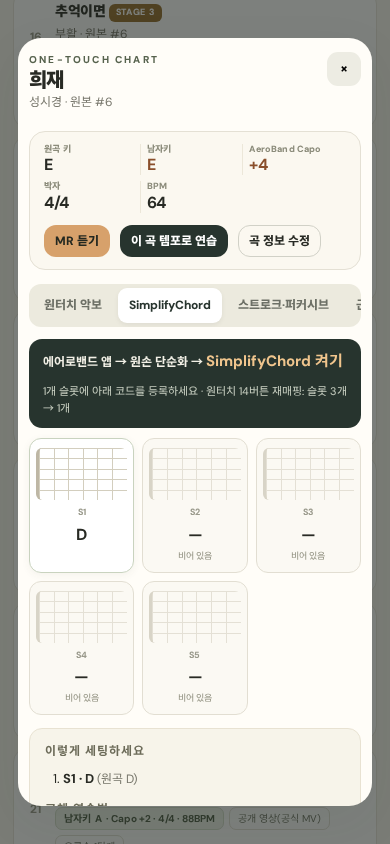 추억이면 STAGE 3
16 부활 · 원본 #6
ONE-TOUCH CHART
희재
성시경 · 원본 #6
×
원곡 키 남자키 AeroBand Capo
E E +4
박자 BPM
4/4 64
MR 듣기 이 곡 템포로 연습 곡 정보 수정
원터치 악보 SimplifyChord 스트로크·퍼커시브
에어로밴드 앱 → 왼손 단순화 → SimplifyChord 켜기
1개 슬롯에 아래 코드를 등록하세요 · 원터치 14버튼 재매핑: 슬롯 3개
→ 1개
S1 S2 S3
D — —
비어 있음 비어 있음
S4 S5
— —
비어 있음 비어 있음
이렇게 세팅하세요
1. S1 · D (원곡 D)
21 남자키 A · Capo +2 · 4/4 · 88BPM 공개 영상(공식 MV)